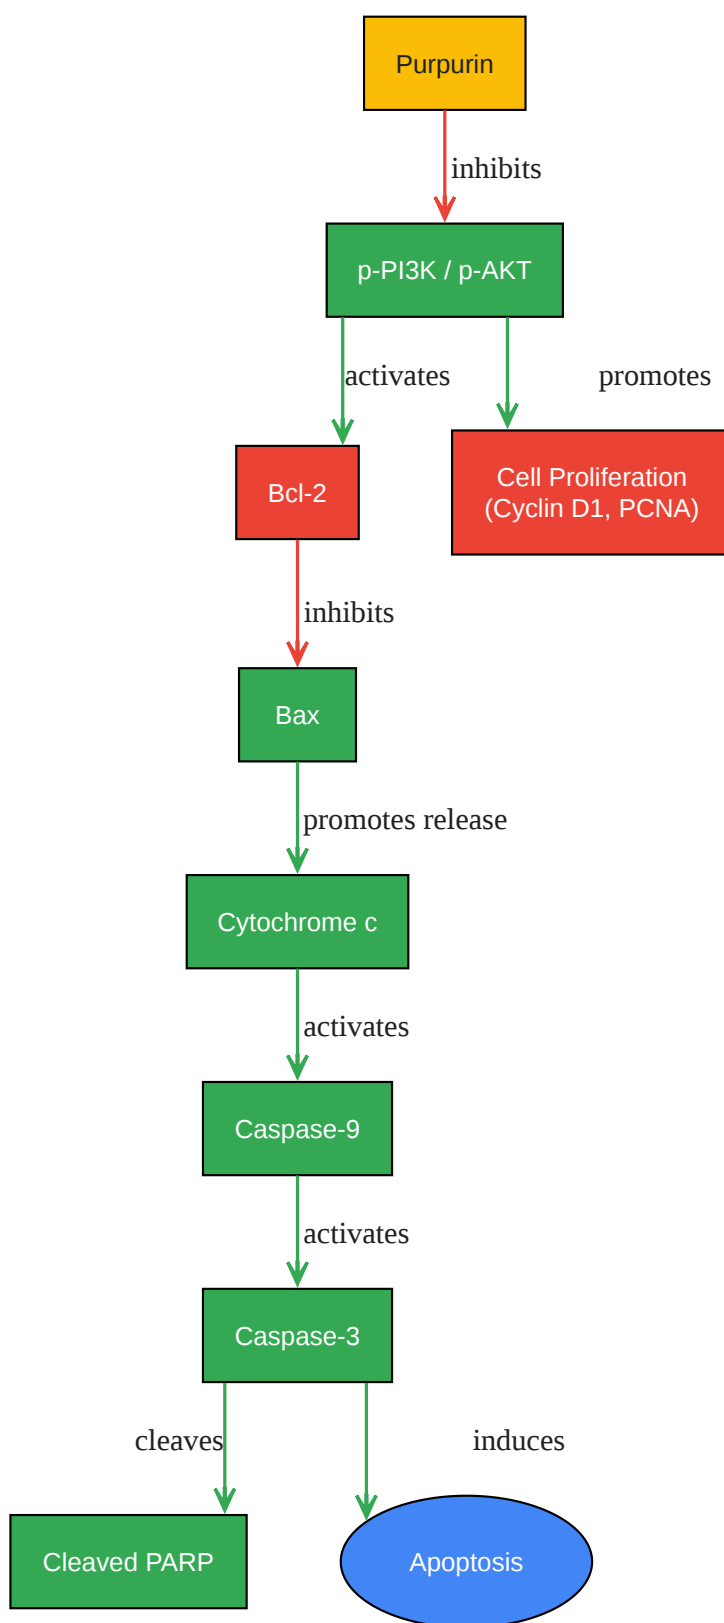 Purpurin
inhibits
p-PI3K / p-AKT
activates
promotes
Bcl-2
Cell Proliferation
(Cyclin D1, PCNA)
inhibits
Bax
promotes release
Cytochrome c
activates
Caspase-9
activates
Caspase-3
cleaves
induces
Cleaved PARP
Apoptosis